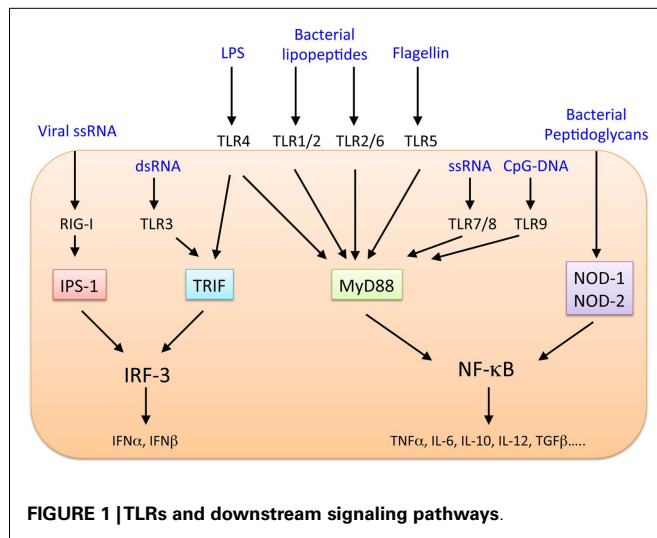 LPS
Bacterial
lipopeptides
Flagellin
Bacterial
Peptidoglycans
Viral ssRNA
TLR4
TLR1/2
TLR2/6
TLR5
dsRNA
ssRNA
CpG-DNA
RIG-I
TLR3
TLR7/8
TLR9
IPS-1
TRIF
MyD88
NOD-1
NOD-2
IRF-3
NF-κB
IFNα, IFNβ
TNFα, IL-6, IL-10, IL-12, TGFβ.....
FIGURE 1 | TLRs and downstream signaling pathways.